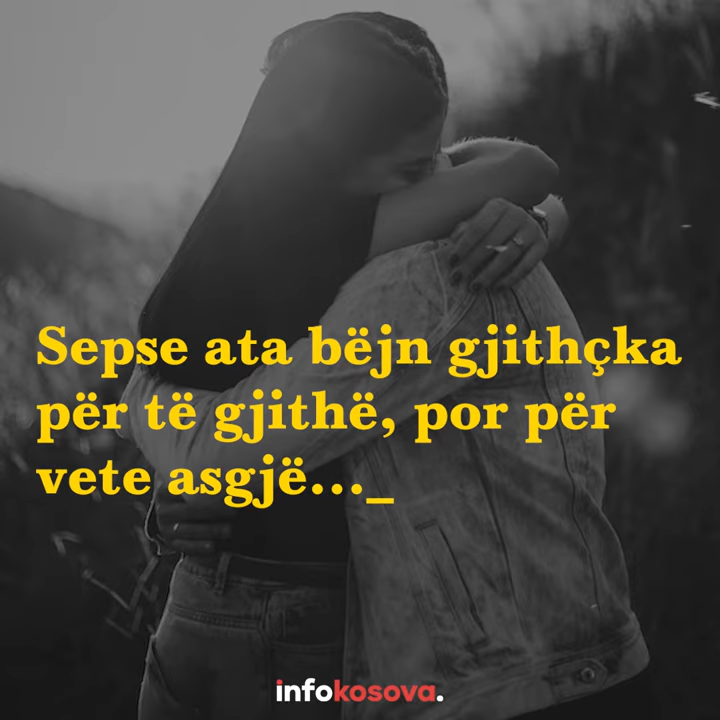 Sepse ata bëjn gjithçka
për të gjithë, por për
vete asgjë..._
infokosova.